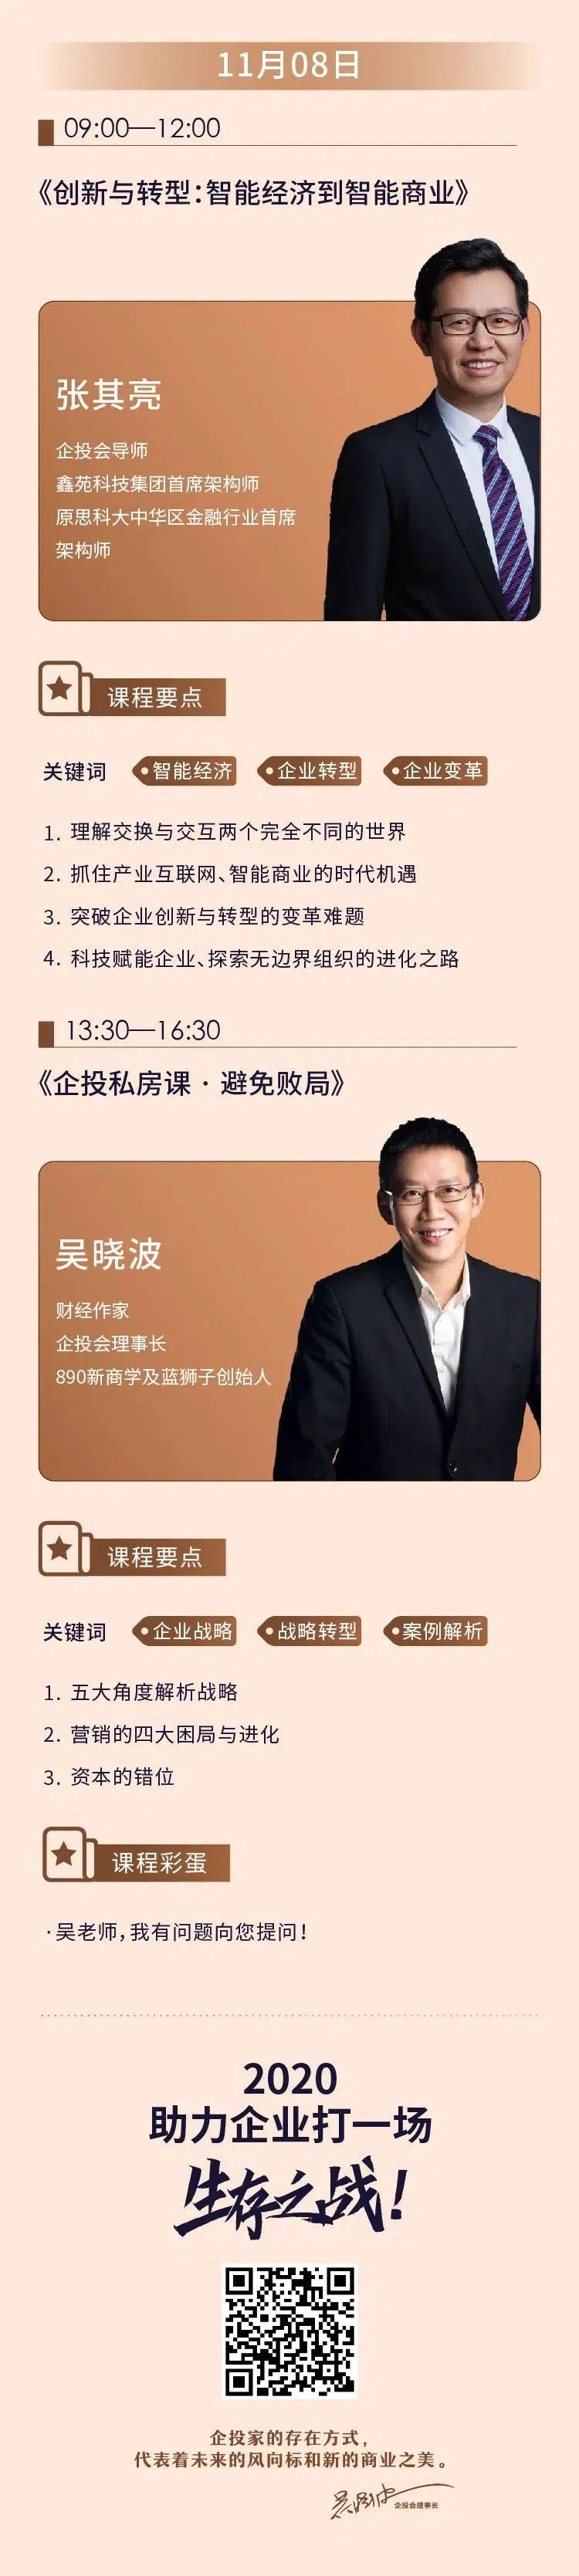 11月08日
09:00—12:00
《创新与转型：智能经济到智能商业》
张其亮
企投会导师
鑫苑科技集团首席架构师
原思科大中华区金融行业首席
架构师
课程要点
关键词 智能经济 企业转型 企业变革
1. 理解交换与交互两个完全不同的世界
2. 抓住产业互联网、智能商业的时代机遇
3. 突破企业创新与转型的变革难题
4. 科技赋能企业、探索无边界组织的进化之路
13:30—16:30
《企投私房课 · 避免败局》
吴晓波
财经作家
企投会理事长
890新商学及蓝狮子创始人
课程要点
关键词 企业战略 战略转型 案例解析
1. 五大角度解析战略
2. 营销的四大困局与进化
3. 资本的错位
课程彩蛋
·吴老师，我有问题向您提问！
2020
助力企业打一场
生存之战！
企投家的存在方式，
代表着未来的风向标和新的商业之美。
吴晓波 企投会理事长